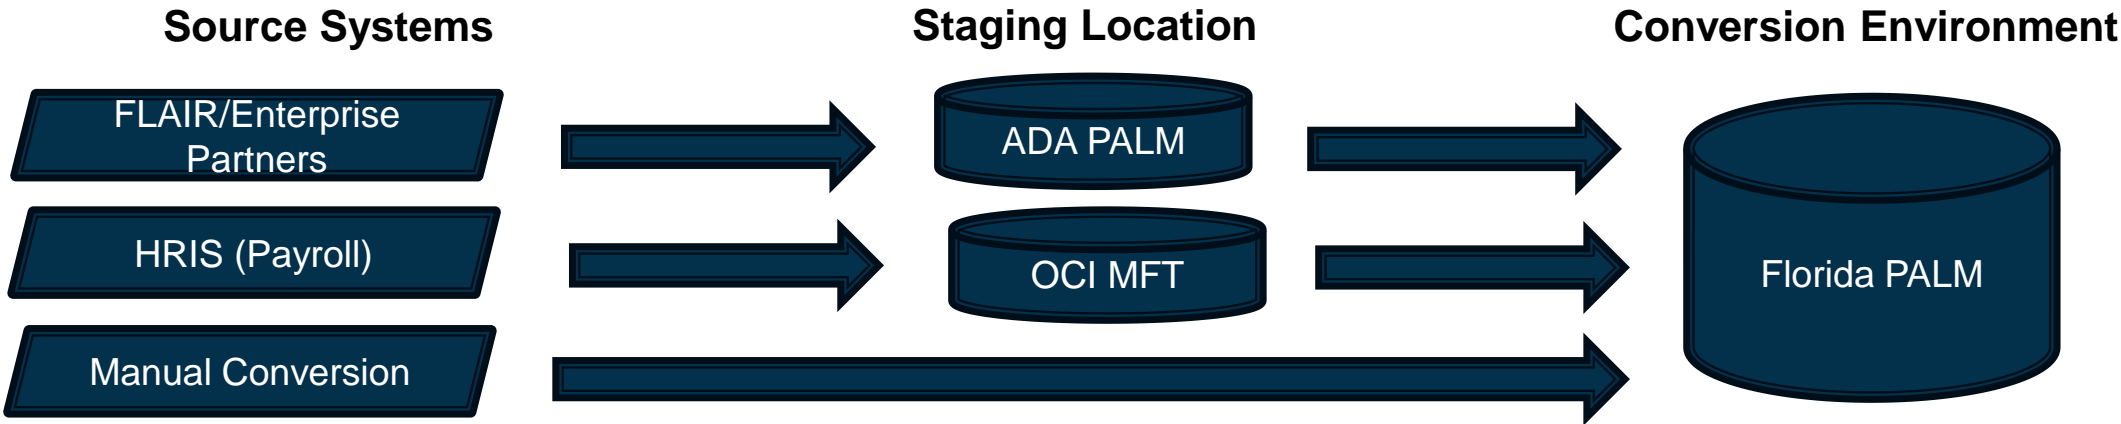 Source Systems
Staging Location
Conversion Environment
FLAIR/Enterprise
Partners
ADA PALM
HRIS (Payroll)
OCI MFT
Florida PALM
Manual Conversion